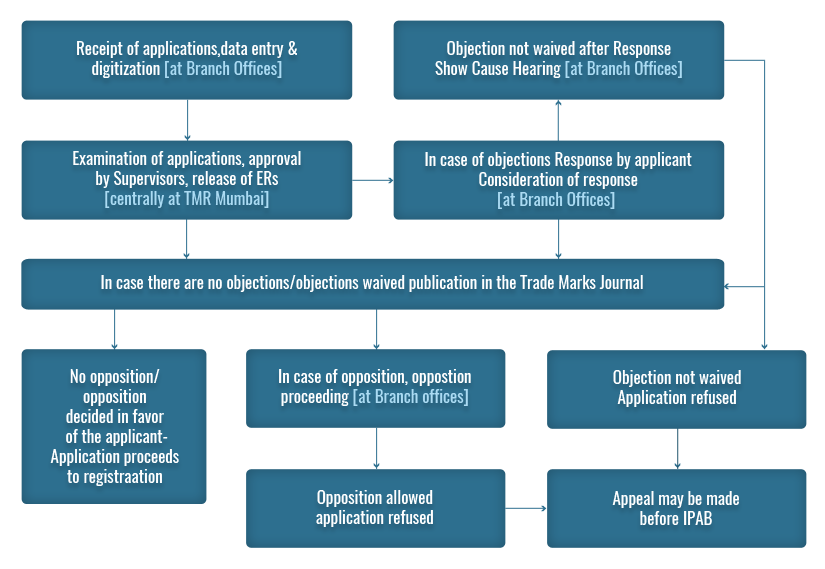 Receipt of applications,data entry &
digitization [at Branch Offices]
Objection not waived after Response
Show Cause Hearing [at Branch Offices]
Examination of applications, approval
by Supervisors, release of ERs
[centrally at TMR Mumbai]
In case of objections Response by applicant
Consideration of response
[at Branch Offices]
In case there are no objections/objections waived publication in the Trade Marks Journal
No opposition/
opposition
decided in favor
of the applicant-
Application proceeds
to registraation
In case of opposition, oppostion
proceeding [at Branch offices]
Objection not waived
Application refused
Opposition allowed
application refused
Appeal may be made
before IPAB